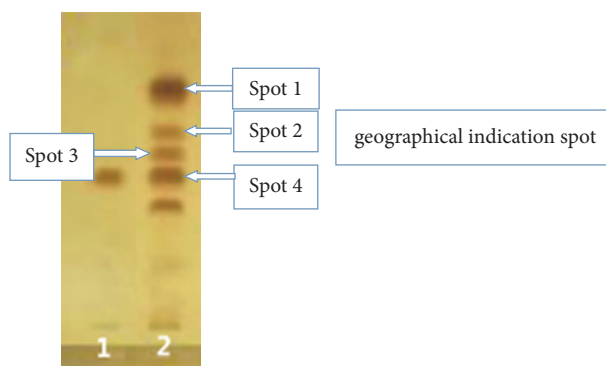 Spot 1
Spot 2
geographical indication spot
Spot 3
Spot 4
1 2